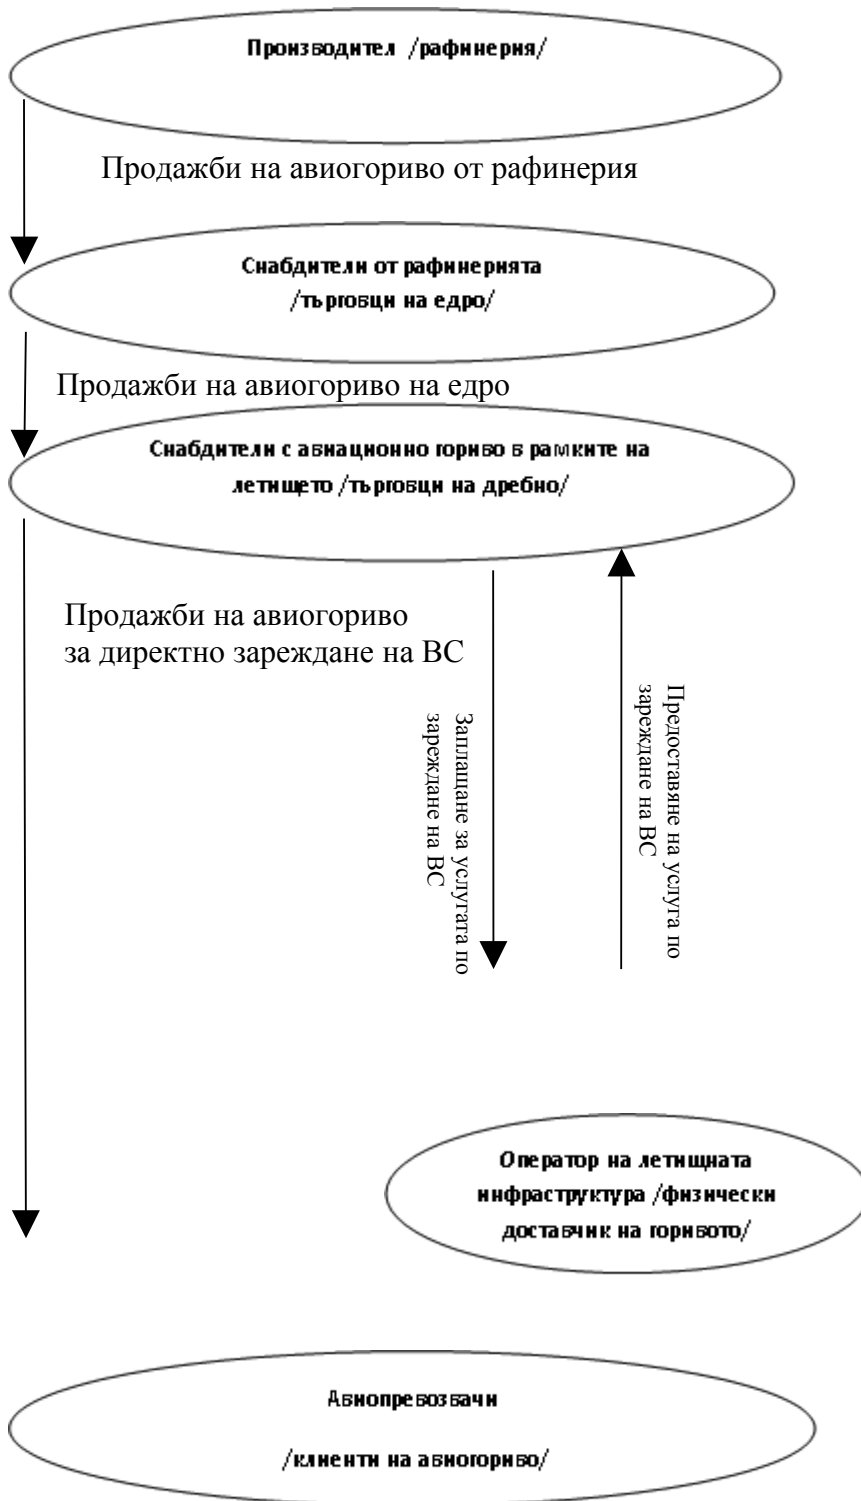 Производител /рафинерия/
Продажби на авиогориво от рафинерия
Снабдители от рафинерията
/търговци на едро/
Продажби на авиогориво на едро
Снабдители с авиационно гориво в рамките на
летището /търговци на дребно/
Продажби на авиогориво
за директно зареждане на ВС
Заплащане за услугата по
зареждане на ВС
Предоставяне на услуга по
зареждане на ВС
Оператор на летищната
инфраструктура /физически
доставчик на горивото/
Авиопревозвачи
/клиенти на авиогориво/